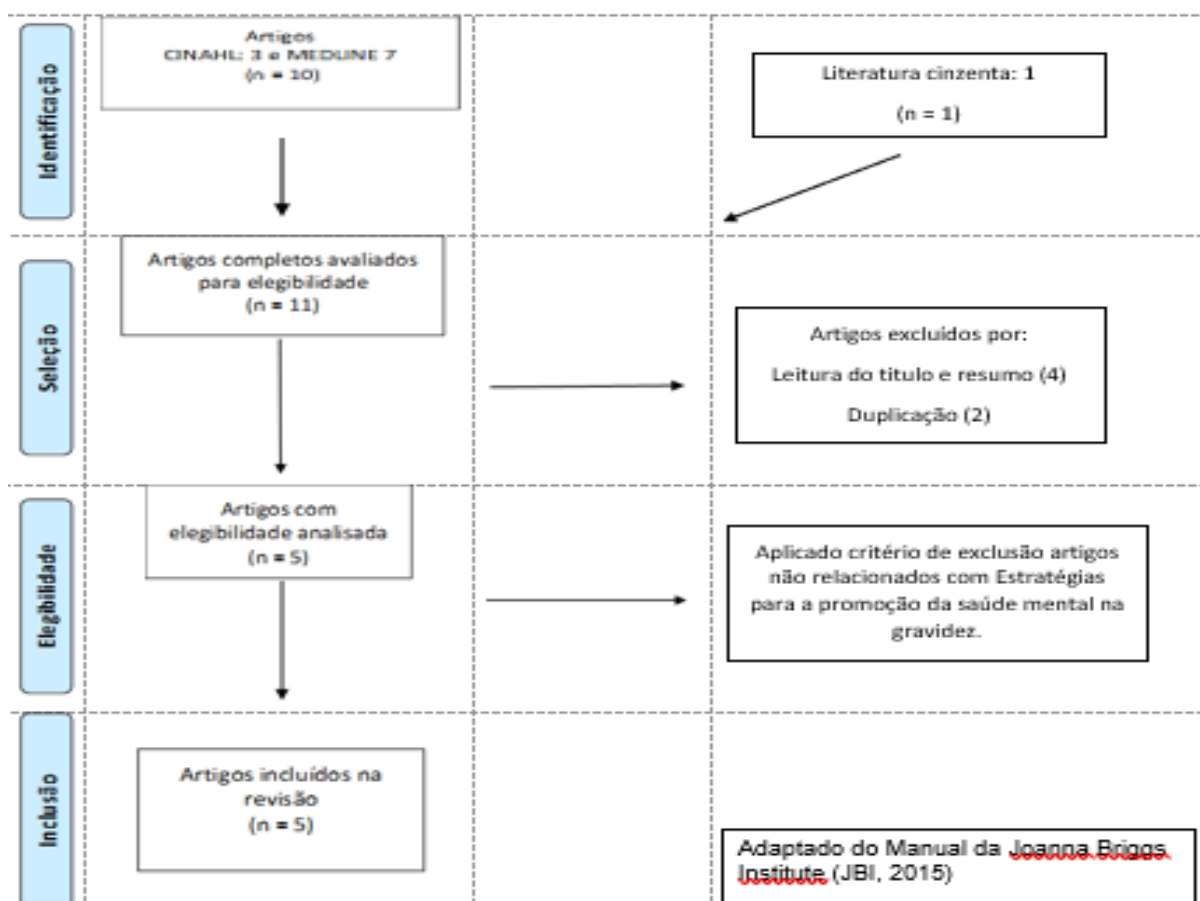 Identificação
Artigos
CINAHL: 3 e MEDLINE 7
(n = 10)
Literatura cinzenta: 1
(n = 1)
Seleção
Artigos completos avaliados
para elegibilidade
(n = 11)
Artigos excluídos por:
Leitura do titulo e resumo (4)
Duplicação (2)
Elegibilidade
Artigos com
elegibilidade analisada
(n = 5)
Aplicado critério de exclusão artigos
não relacionados com Estratégias
para a promoção da saúde mental na
gravidez.
Inclusão
Artigos incluídos na
revisão
(n = 5)
Adaptado do Manual da Joanna Briggs
Institute (JBI, 2015)